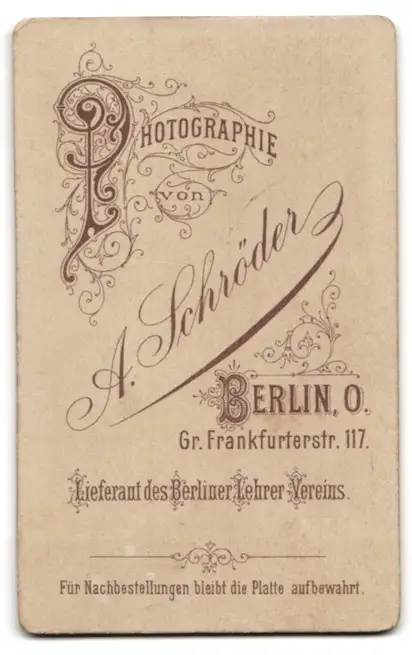 PHOTOGRAPHIE
von
A. Schröder
BERLIN, O.
Gr. Frankfurterstr. 117.
Lieferant des Berliner Lehrer-Vereins.
Für Nachbestellungen bleibt die Platte aufbewahrt.